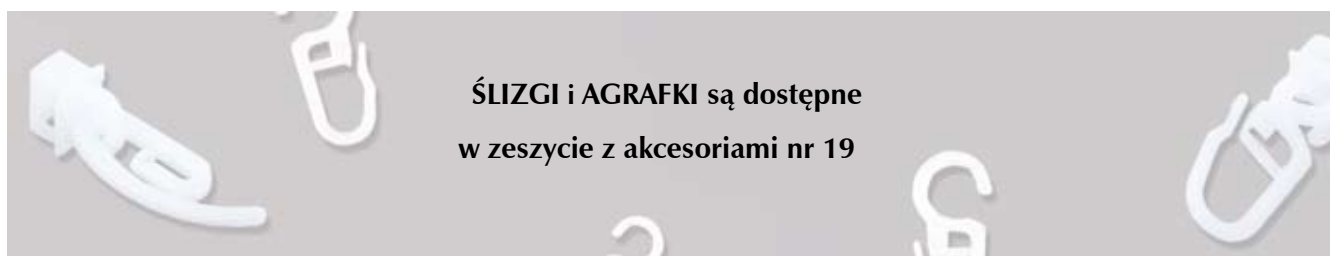 ŚLIZGI i AGRAFKI są dostępne
w zeszycie z akcesoriami nr 19